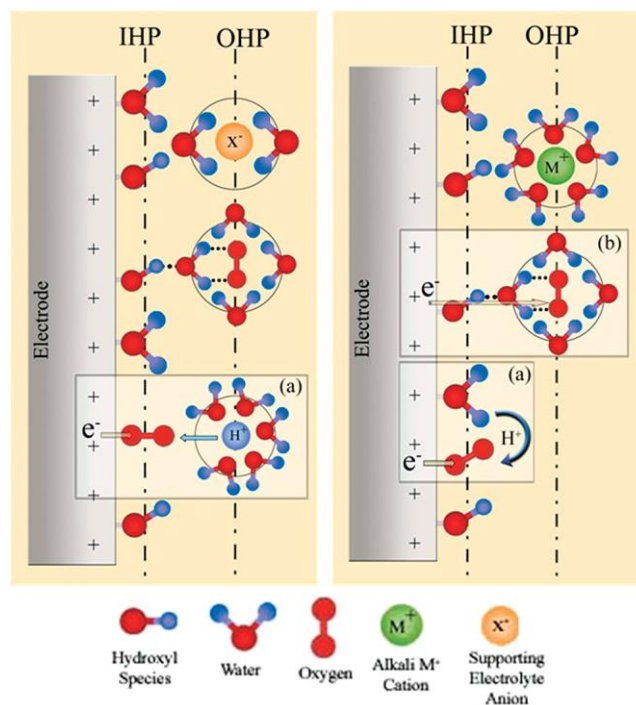 IHP
OHP
Electrode
+
+
+
+
+
+
+
+
X⁻
e⁻
(a)
H⁺
IHP
OHP
Electrode
+
+
+
+
+
+
+
+
M⁺
(b)
e⁻
(a)
H⁺
e⁻
Hydroxyl
Species
Water
Oxygen
M⁺
Alkali M⁺
Cation
X⁻
Supporting
Electrolyte
Anion